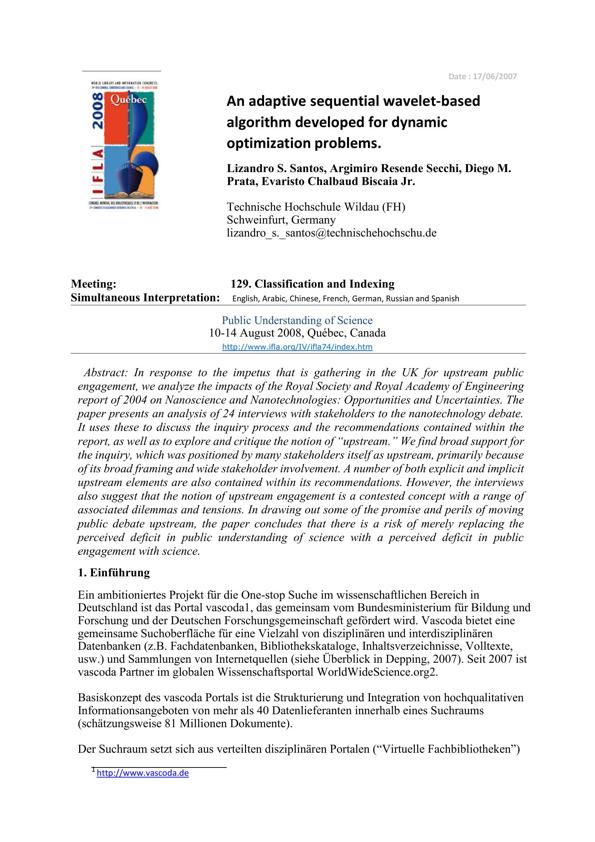 Date : 17/06/2007
WORLD LIBRARY AND INFORMATION CONGRESS:
2008
Québec
IFLA
An adaptive sequential wavelet-based
algorithm developed for dynamic
optimization problems.
Lizandro S. Santos, Argimiro Resende Secchi, Diego M.
Prata, Evaristo Chalbaud Biscaia Jr.
Technische Hochschule Wildau (FH)
Schweinfurt, Germany
lizandro_s._santos@technischehochschu.de
Meeting: 129. Classification and Indexing
Simultaneous Interpretation: English, Arabic, Chinese, French, German, Russian and Spanish
Public Understanding of Science
10-14 August 2008, Québec, Canada
http://www.ifla.org/IV/ifla74/index.htm
Abstract: In response to the impetus that is gathering in the UK for upstream public
engagement, we analyze the impacts of the Royal Society and Royal Academy of Engineering
report of 2004 on Nanoscience and Nanotechnologies: Opportunities and Uncertainties. The
paper presents an analysis of 24 interviews with stakeholders to the nanotechnology debate.
It uses these to discuss the inquiry process and the recommendations contained within the
report, as well as to explore and critique the notion of “upstream.” We find broad support for
the inquiry, which was positioned by many stakeholders itself as upstream, primarily because
of its broad framing and wide stakeholder involvement. A number of both explicit and implicit
upstream elements are also contained within its recommendations. However, the interviews
also suggest that the notion of upstream engagement is a contested concept with a range of
associated dilemmas and tensions. In drawing out some of the promise and perils of moving
public debate upstream, the paper concludes that there is a risk of merely replacing the
perceived deficit in public understanding of science with a perceived deficit in public
engagement with science.
1. Einführung
Ein ambitioniertes Projekt für die One-stop Suche im wissenschaftlichen Bereich in
Deutschland ist das Portal vascoda1, das gemeinsam vom Bundesministerium für Bildung und
Forschung und der Deutschen Forschungsgemeinschaft gefördert wird. Vascoda bietet eine
gemeinsame Suchoberfläche für eine Vielzahl von disziplinären und interdisziplinären
Datenbanken (z.B. Fachdatenbanken, Bibliothekskataloge, Inhaltsverzeichnisse, Volltexte,
usw.) und Sammlungen von Internetquellen (siehe Überblick in Depping, 2007). Seit 2007 ist
vascoda Partner im globalen Wissenschaftsportal WorldWideScience.org2.
Basiskonzept des vascoda Portals ist die Strukturierung und Integration von hochqualitativen
Informationsangeboten von mehr als 40 Datenlieferanten innerhalb eines Suchraums
(schätzungsweise 81 Millionen Dokumente).
Der Suchraum setzt sich aus verteilten disziplinären Portalen (“Virtuelle Fachbibliotheken”)
1 http://www.vascoda.de